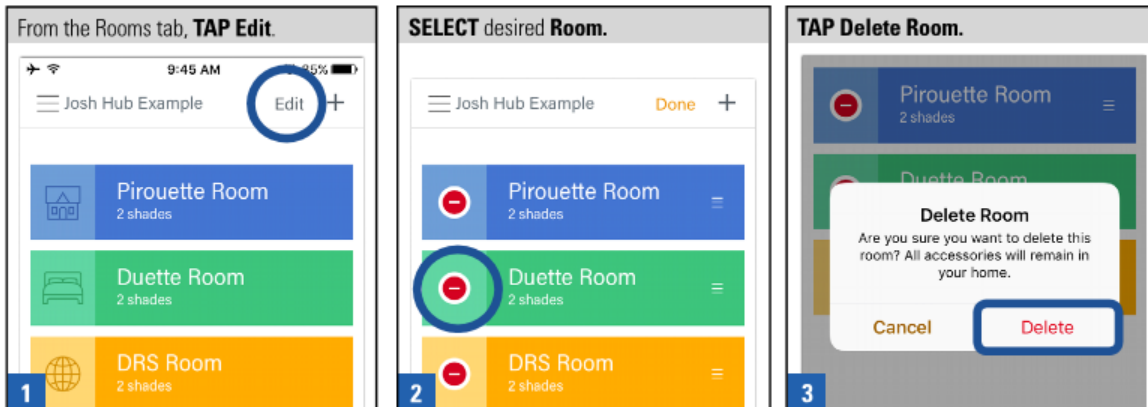 From the Rooms tab, TAP Edit.
9:45 AM
85%
Josh Hub Example
Edit +
Pirouette Room
2 shades
Duette Room
2 shades
DRS Room
2 shades
1
SELECT desired Room.
Josh Hub Example
Done +
Pirouette Room
2 shades
Duette Room
2 shades
DRS Room
2 shades
2
TAP Delete Room.
Pirouette Room
2 shades
Duette Room
Delete Room
Are you sure you want to delete this
room? All accessories will remain in
your home.
Cancel
Delete
3